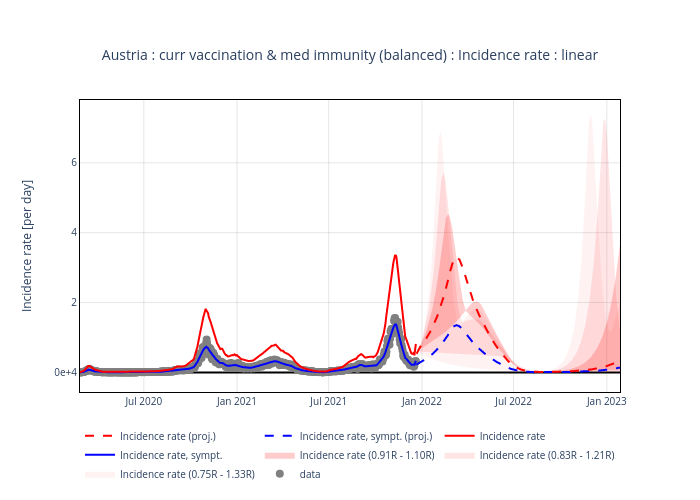 Austria : curr vaccination & med immunity (balanced) : Incidence rate : linear
Incidence rate [per day]
6
4
2
0e+4
Jul 2020 Jan 2021 Jul 2021 Jan 2022 Jul 2022 Jan 2023
Incidence rate (proj.) Incidence rate, sympt. (proj.) Incidence rate
Incidence rate, sympt. Incidence rate (0.91R - 1.10R) Incidence rate (0.83R - 1.21R)
Incidence rate (0.75R - 1.33R) data